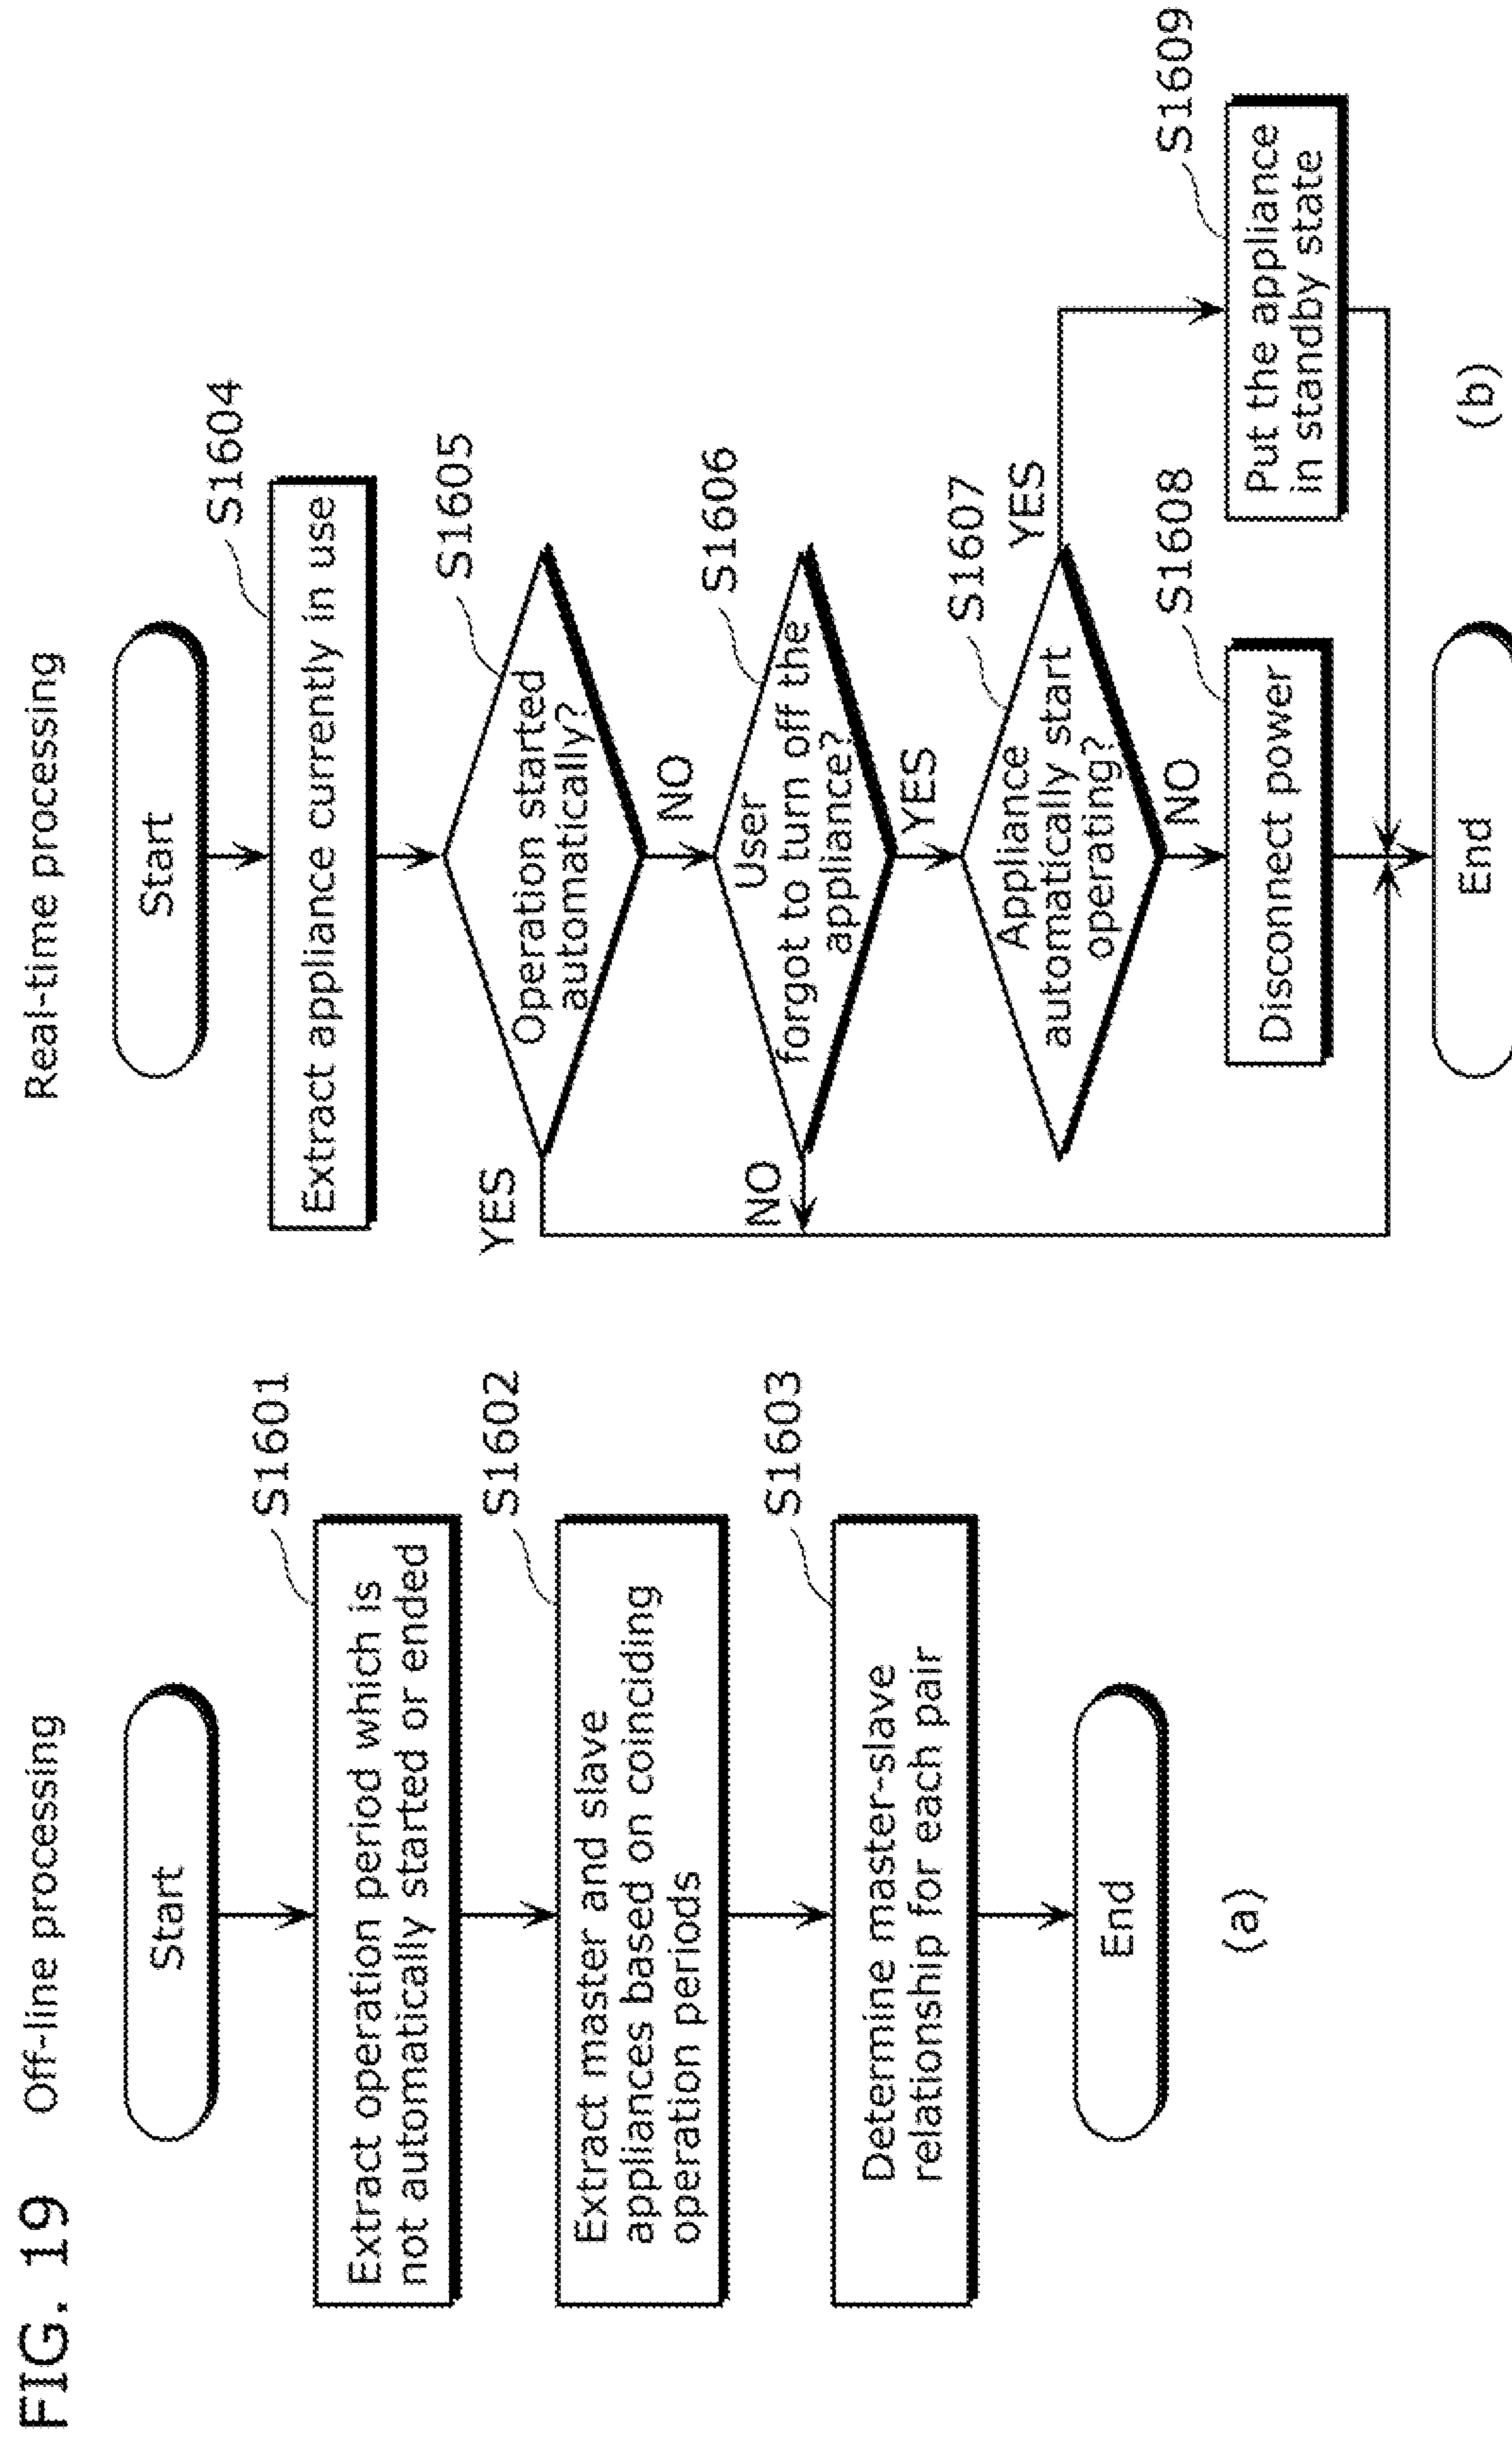 FIG. 19
Off-line processing
Start
S1601
Extract operation period which is
not automatically started or ended
S1602
Extract master and slave
appliances based on coinciding
operation periods
S1603
Determine master-slave
relationship for each pair
End
(a)
Real-time processing
Start
S1604
Extract appliance currently in use
S1605
Operation started
automatically?
YES
NO
S1606
User
forgot to turn off the
appliance?
NO
YES
S1607
Appliance
automatically start
operating?
YES
NO
S1608
Disconnect power
S1609
Put the appliance
in standby state
End
(b)